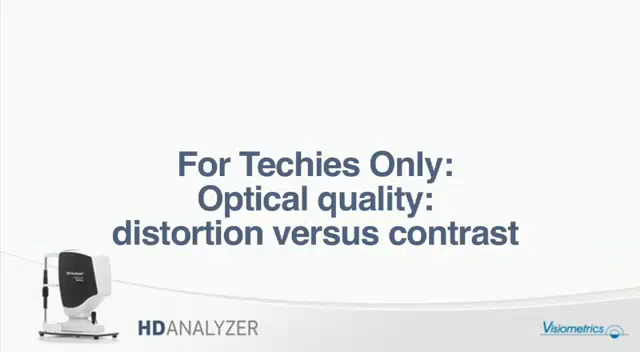 For Techies Only:
Optical quality:
distortion versus contrast
HDANALYZER
Visiometrics